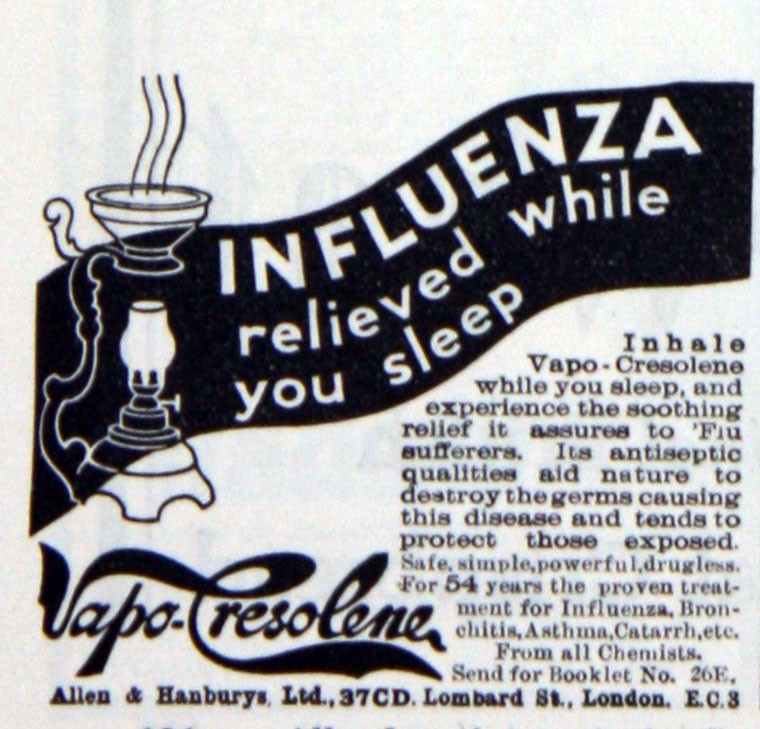 INFLUENZA
relieved while
you sleep
Inhale
Vapo-Cresolene
while you sleep, and
experience the soothing
relief it assures to 'Flu
sufferers. Its antiseptic
qualities aid nature to
destroy the germs causing
this disease and tends to
protect those exposed.
Safe, simple, powerful, drugless.
For 54 years the proven treat-
ment for Influenza, Bron-
chitis, Asthma, Catarrh, etc.
From all Chemists.
Send for Booklet No. 26E.
Vapo-Cresolene
Allen & Hanburys, Ltd., 37CD. Lombard St., London. E.C.3